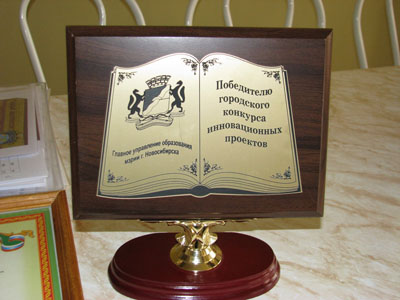 Главное управление образования
мэрии г. Новосибирска
Победителю
городского
конкурса
инновационных
проектов